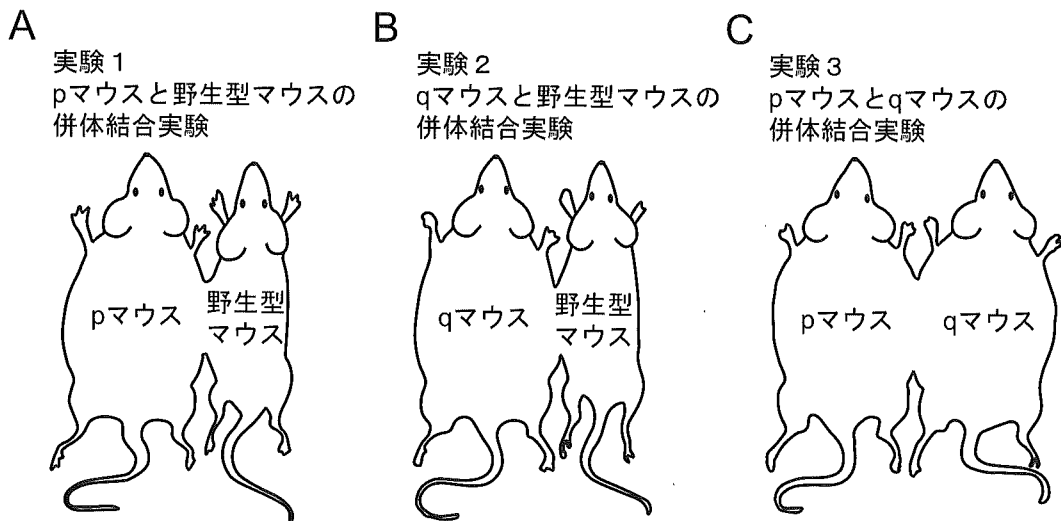 A
実験1
pマウスと野生型マウスの
併体結合実験
pマウス
野生型
マウス
B
実験2
qマウスと野生型マウスの
併体結合実験
qマウス
野生型
マウス
C
実験3
pマウスとqマウスの
併体結合実験
pマウス
qマウス